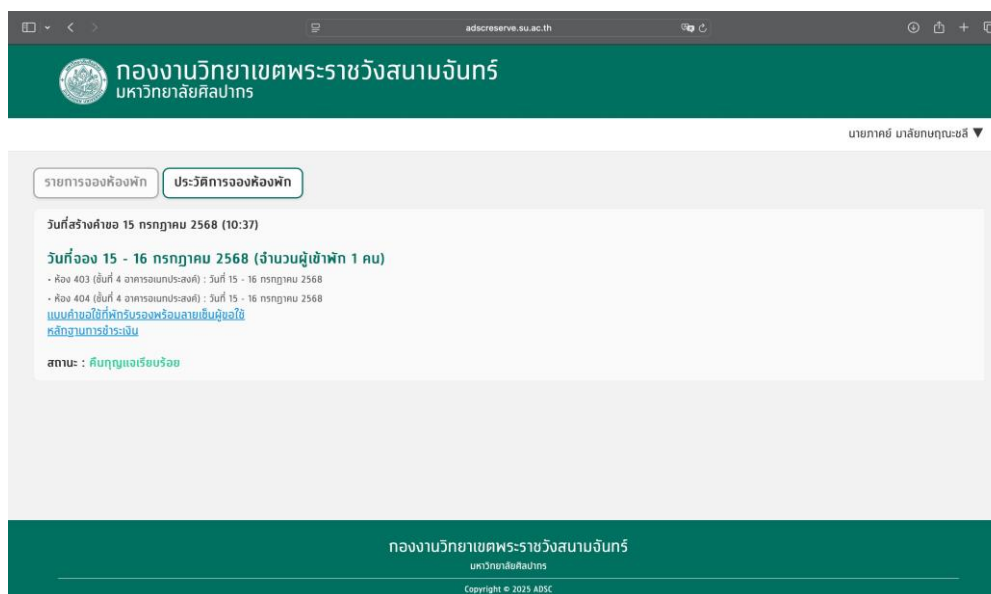 adscreserve.su.ac.th
กองงานวิทยาเขตพระราชวังสนามจันทร์
มหาวิทยาลัยศิลปากร
นายภาคย์ มาลัยกษฤณะชลี ▼
รายการจองห้องพัก ประวัติการจองห้องพัก
วันที่สร้างคำขอ 15 กรกฎาคม 2568 (10:37)
วันที่จอง 15 - 16 กรกฎาคม 2568 (จำนวนผู้เข้าพัก 1 คน)
- ห้อง 403 (ชั้นที่ 4 อาคารอเนกประสงค์) : วันที่ 15 - 16 กรกฎาคม 2568
- ห้อง 404 (ชั้นที่ 4 อาคารอเนกประสงค์) : วันที่ 15 - 16 กรกฎาคม 2568
แบบคำขอใช้ที่พักรับรองพร้อมลายเซ็นผู้ขอใช้
หลักฐานการชำระเงิน
สถานะ : คืนกุญแจเรียบร้อย
กองงานวิทยาเขตพระราชวังสนามจันทร์
มหาวิทยาลัยศิลปากร
Copyright © 2025 ADSC